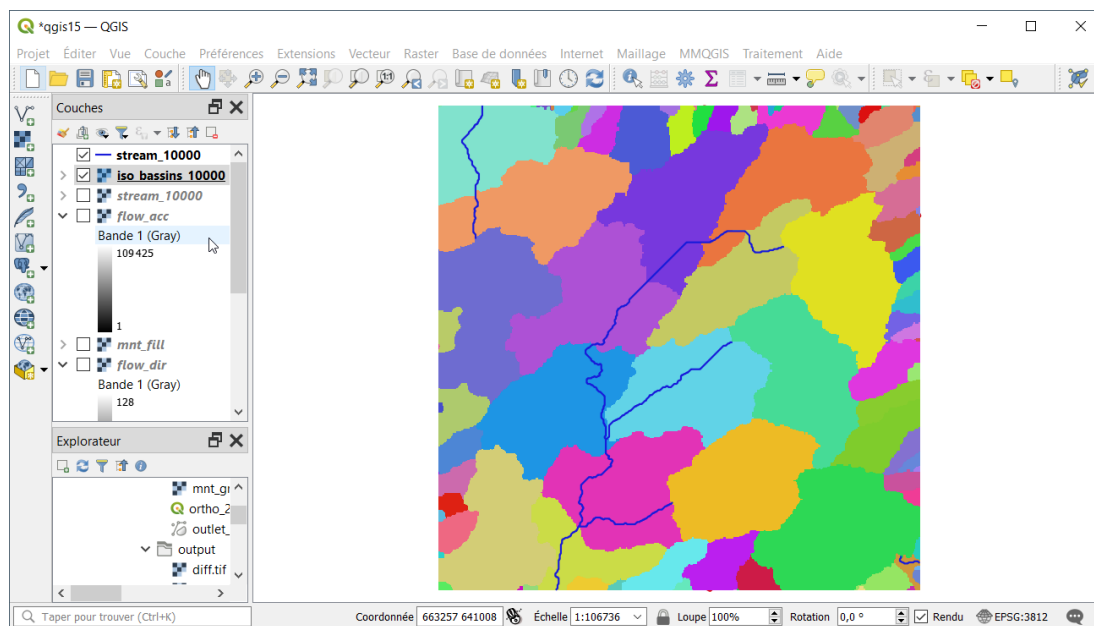 *qgis15 — QGIS
Projet Éditer Vue Couche Préférences Extensions Vecteur Raster Base de données Internet Maillage MMQGIS Traitement Aide
Couches
stream_10000
iso_bassins_10000
stream_10000
flow_acc
Bande 1 (Gray)
109425
1
mnt_fill
flow_dir
Bande 1 (Gray)
128
Explorateur
ortho_2
outlet_
output
diff.tif
Taper pour trouver (Ctrl+K) Coordonnée 663257 641008 Échelle 1:106736 Loupe 100% Rotation 0,0 ° Rendu EPSG:3812